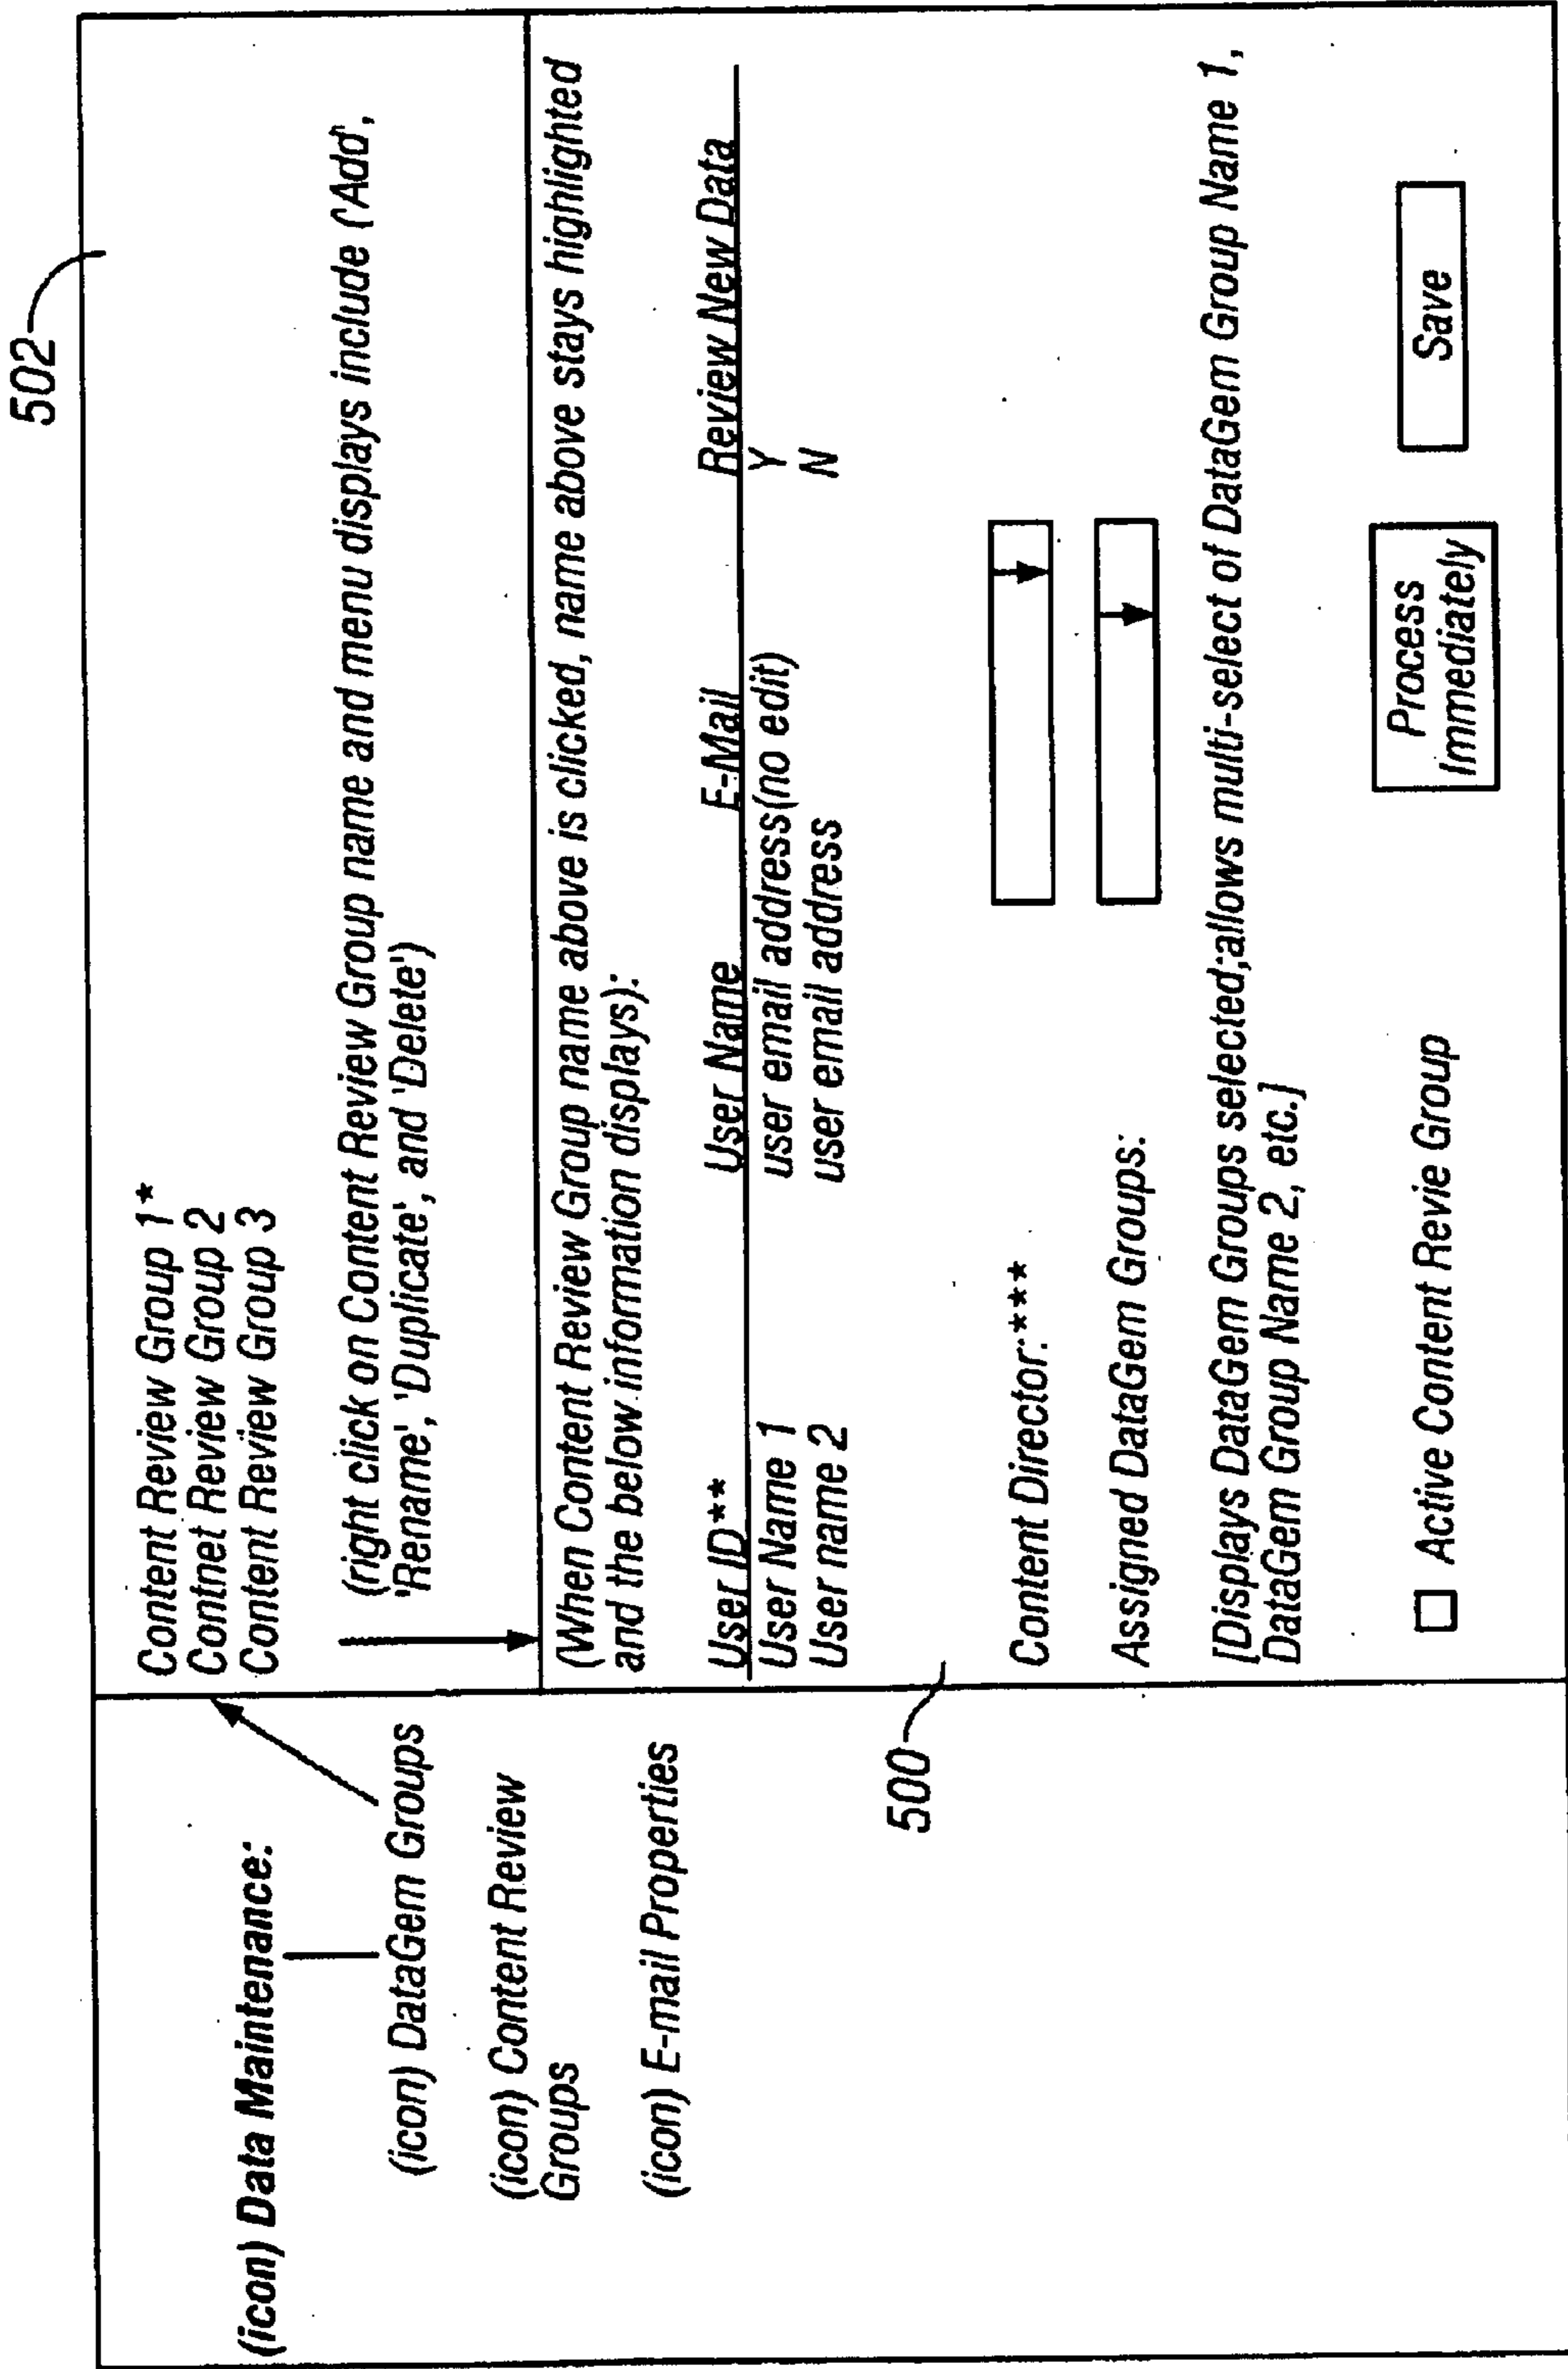 502
(icon) Data Maintenance:
(icon) DataGem Groups
(icon) Content Review
Groups
(icon) E-mail Properties
500
Content Review Group 1*
Contnet Review Group 2
Content Review Group 3
(right click on Content Review Group name and menu displays include ('Add',
'Rename', 'Duplicate', and 'Delete')
(When Content Review Group name above is clicked, name above stays highlighted
and the below information displays):
User ID** User Name E-Mail Review New Data
User Name 1 user email address(no edit) Y
User name 2 user email address N
Content Director:***
Assigned DataGem Groups:
[Displays DataGem Groups selected;allows multi-select of DataGem Group Name 1,
DataGem Group Name 2, etc.]
Active Content Revie Group
Process
Immediately
Save